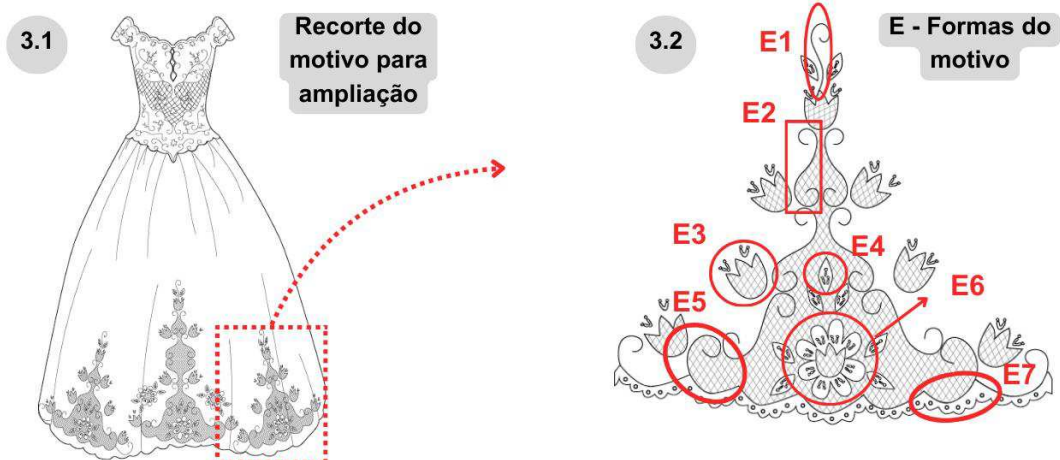 3.1
Recorte do
motivo para
ampliação
3.2
E - Formas do
motivo
E1
E2
E3
E4
E5
E6
E7